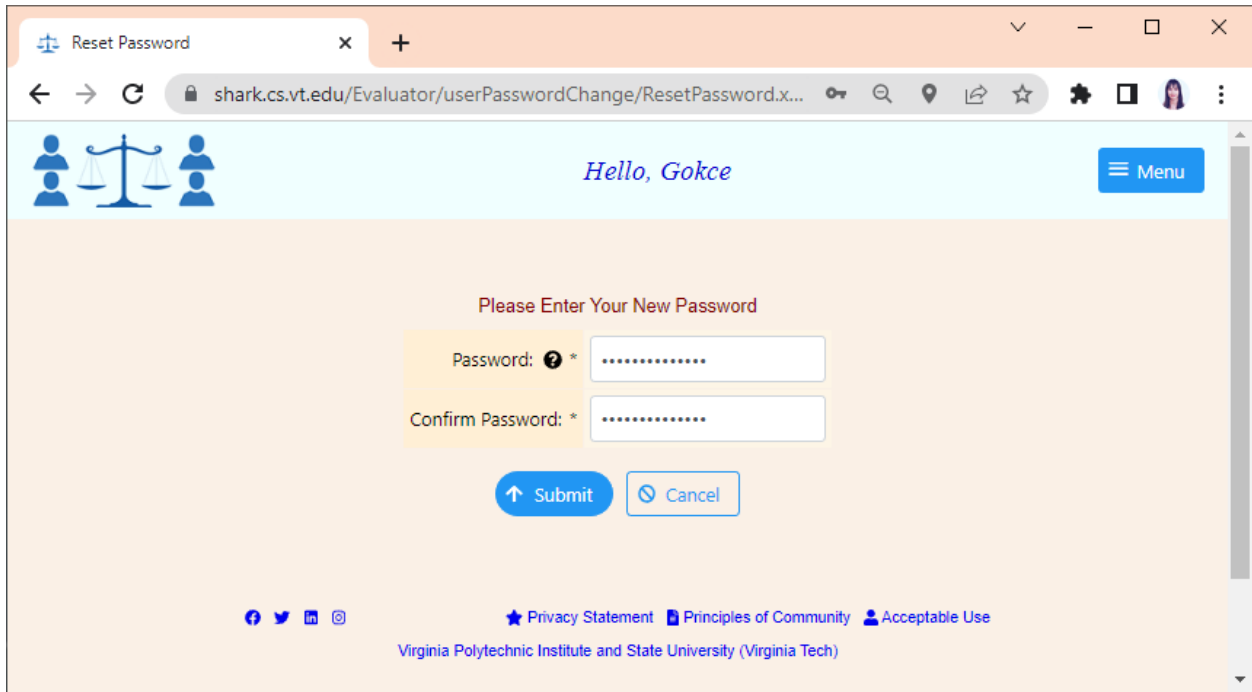 Reset Password
shark.cs.vt.edu/Evaluator/userPasswordChange/ResetPassword.x...
Hello, Gokce
Menu
Please Enter Your New Password
Password: *
••••••••••••••
Confirm Password: *
••••••••••••••
Submit Cancel
Privacy Statement Principles of Community Acceptable Use
Virginia Polytechnic Institute and State University (Virginia Tech)